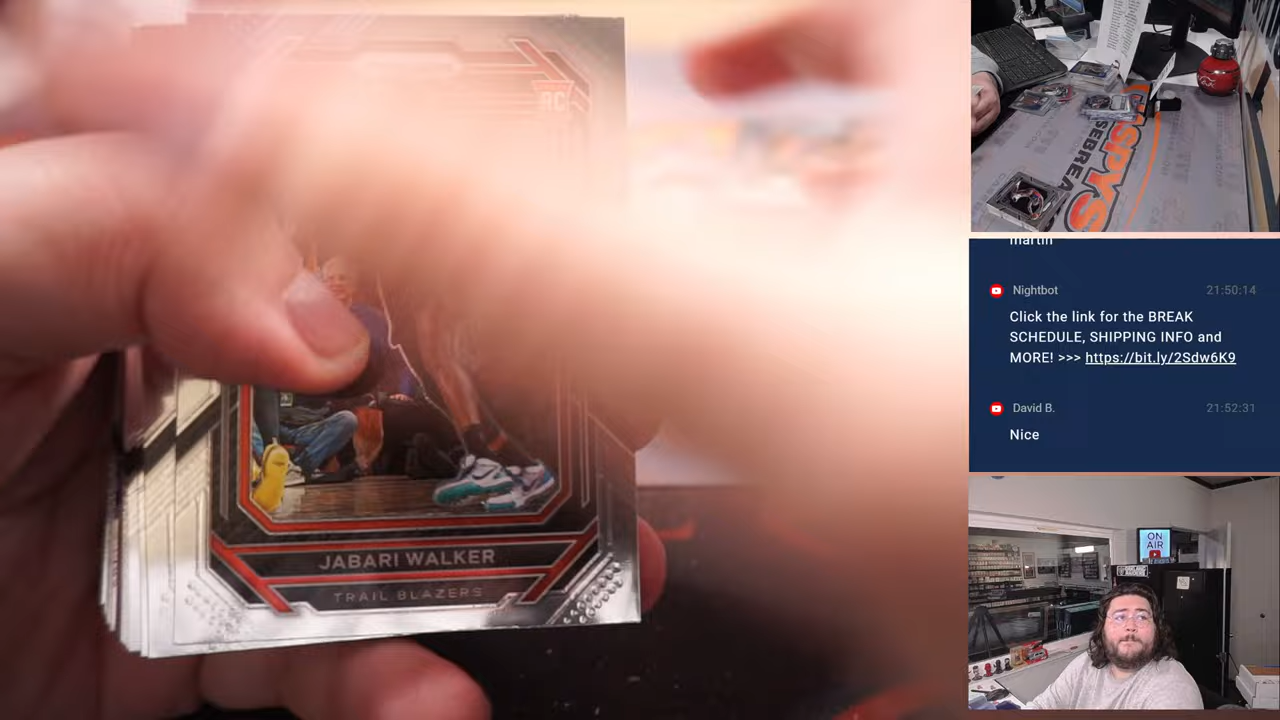 RC
JABARI WALKER
TRAIL BLAZERS
martin
Nightbot 21:50:14
Click the link for the BREAK
SCHEDULE, SHIPPING INFO and
MORE! >>> https://bit.ly/2Sdw6K9
David B. 21:52:31
Nice
ON
AIR